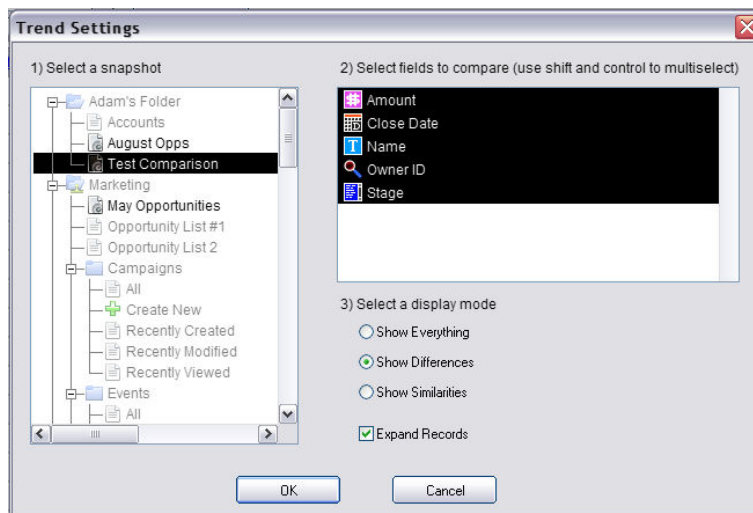 Trend Settings
1) Select a snapshot
Adam's Folder
Accounts
August Opps
Test Comparison
Marketing
May Opportunities
Opportunity List #1
Opportunity List 2
Campaigns
All
Create New
Recently Created
Recently Modified
Recently Viewed
Events
All
2) Select fields to compare (use shift and control to multiselect)
Amount
Close Date
Name
Owner ID
Stage
3) Select a display mode
Show Everything
Show Differences
Show Similarities
Expand Records
OK
Cancel